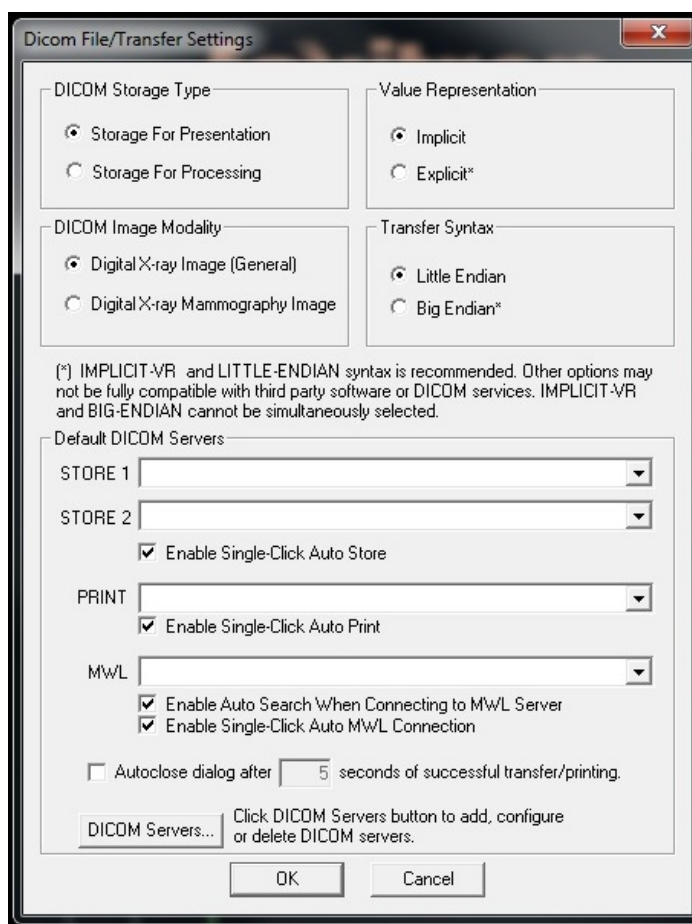 Dicom File/Transfer Settings
DICOM Storage Type
Storage For Presentation
Storage For Processing
Value Representation
Implicit
Explicit*
DICOM Image Modality
Digital X-ray Image (General)
Digital X-ray Mammography Image
Transfer Syntax
Little Endian
Big Endian*
(*) IMPLICIT-VR and LITTLE-ENDIAN syntax is recommended. Other options may
not be fully compatible with third party software or DICOM services. IMPLICIT-VR
and BIG-ENDIAN cannot be simultaneously selected.
Default DICOM Servers
STORE 1
STORE 2
Enable Single-Click Auto Store
PRINT
Enable Single-Click Auto Print
MWL
Enable Auto Search When Connecting to MWL Server
Enable Single-Click Auto MWL Connection
Autoclose dialog after 5 seconds of successful transfer/printing.
DICOM Servers...
Click DICOM Servers button to add, configure
or delete DICOM servers.
OK
Cancel